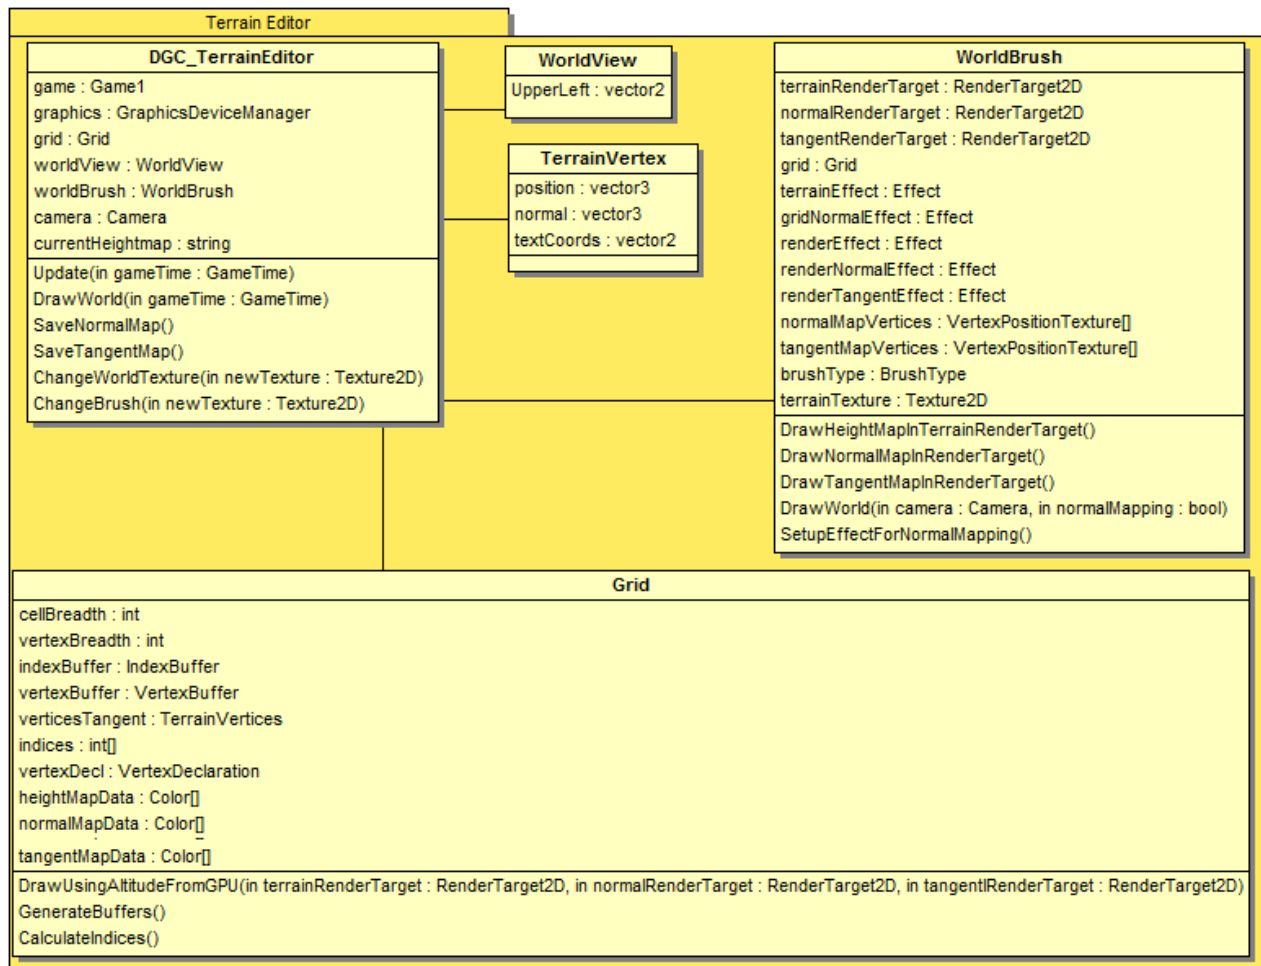 Terrain Editor
DGC_TerrainEditor
game : Game1
graphics : GraphicsDeviceManager
grid : Grid
worldView : WorldView
worldBrush : WorldBrush
camera : Camera
currentHeightmap : string
Update(in gameTime : GameTime)
DrawWorld(in gameTime : GameTime)
SaveNormalMap()
SaveTangentMap()
ChangeWorldTexture(in newTexture : Texture2D)
ChangeBrush(in newTexture : Texture2D)
WorldView
UpperLeft : vector2
TerrainVertex
position : vector3
normal : vector3
textCoords : vector2
WorldBrush
terrainRenderTarget : RenderTarget2D
normalRenderTarget : RenderTarget2D
tangentRenderTarget : RenderTarget2D
grid : Grid
terrainEffect : Effect
gridNormalEffect : Effect
renderEffect : Effect
renderNormalEffect : Effect
renderTangentEffect : Effect
normalMapVertices : VertexPositionTexture[]
tangentMapVertices : VertexPositionTexture[]
brushType : BrushType
terrainTexture : Texture2D
DrawHeightMapInTerrainRenderTarget()
DrawNormalMapInRenderTarget()
DrawTangentMapInRenderTarget()
DrawWorld(in camera : Camera, in normalMapping : bool)
SetupEffectForNormalMapping()
Grid
cellBreadth : int
vertexBreadth : int
indexBuffer : IndexBuffer
vertexBuffer : VertexBuffer
verticesTangent : TerrainVertices
indices : int[]
vertexDecl : VertexDeclaration
heightMapData : Color[]
normalMapData : Color[]
tangentMapData : Color[]
DrawUsingAltitudeFromGPU(in terrainRenderTarget : RenderTarget2D, in normalRenderTarget : RenderTarget2D, in tangentlRenderTarget : RenderTarget2D)
GenerateBuffers()
CalculateIndices()